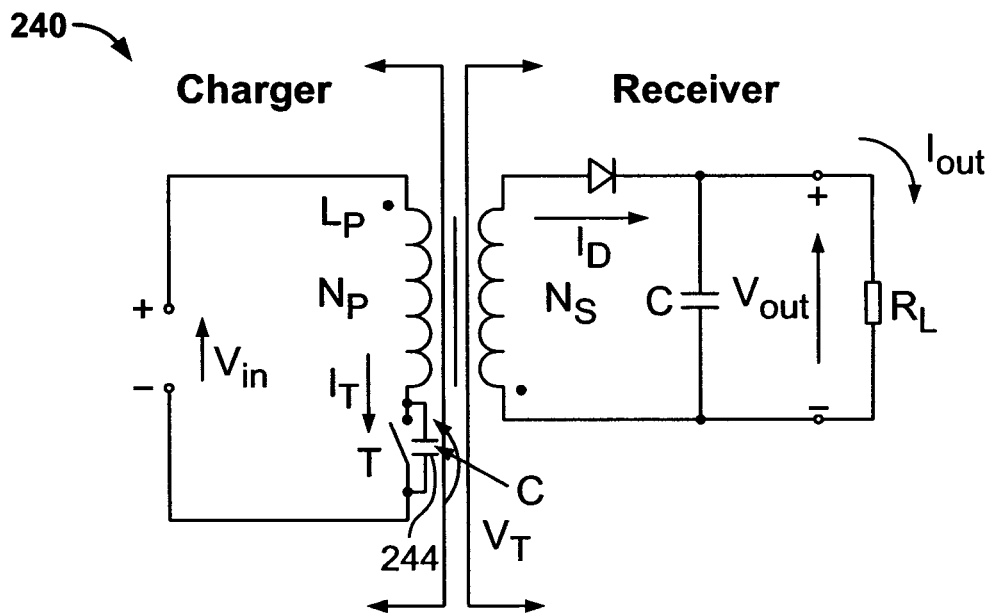 240
Charger
Receiver
I_out
L_P
N_P
I_D
N_S
C
V_out
R_L
+
−
V_in
I_T
T
C
244
V_T
+
−